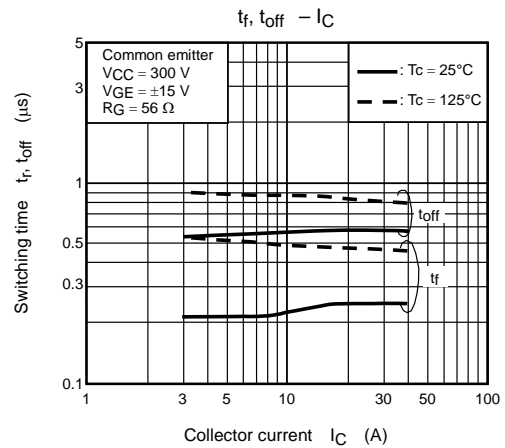 tf, toff – IC
Common emitter
VCC = 300 V
VGE = ±15 V
RG = 56 Ω
: Tc = 25°C
: Tc = 125°C
Switching time tr, toff (μs)
5
3
1
0.5
0.3
0.1
toff
tf
1
3
5
10
30
50
100
Collector current IC (A)